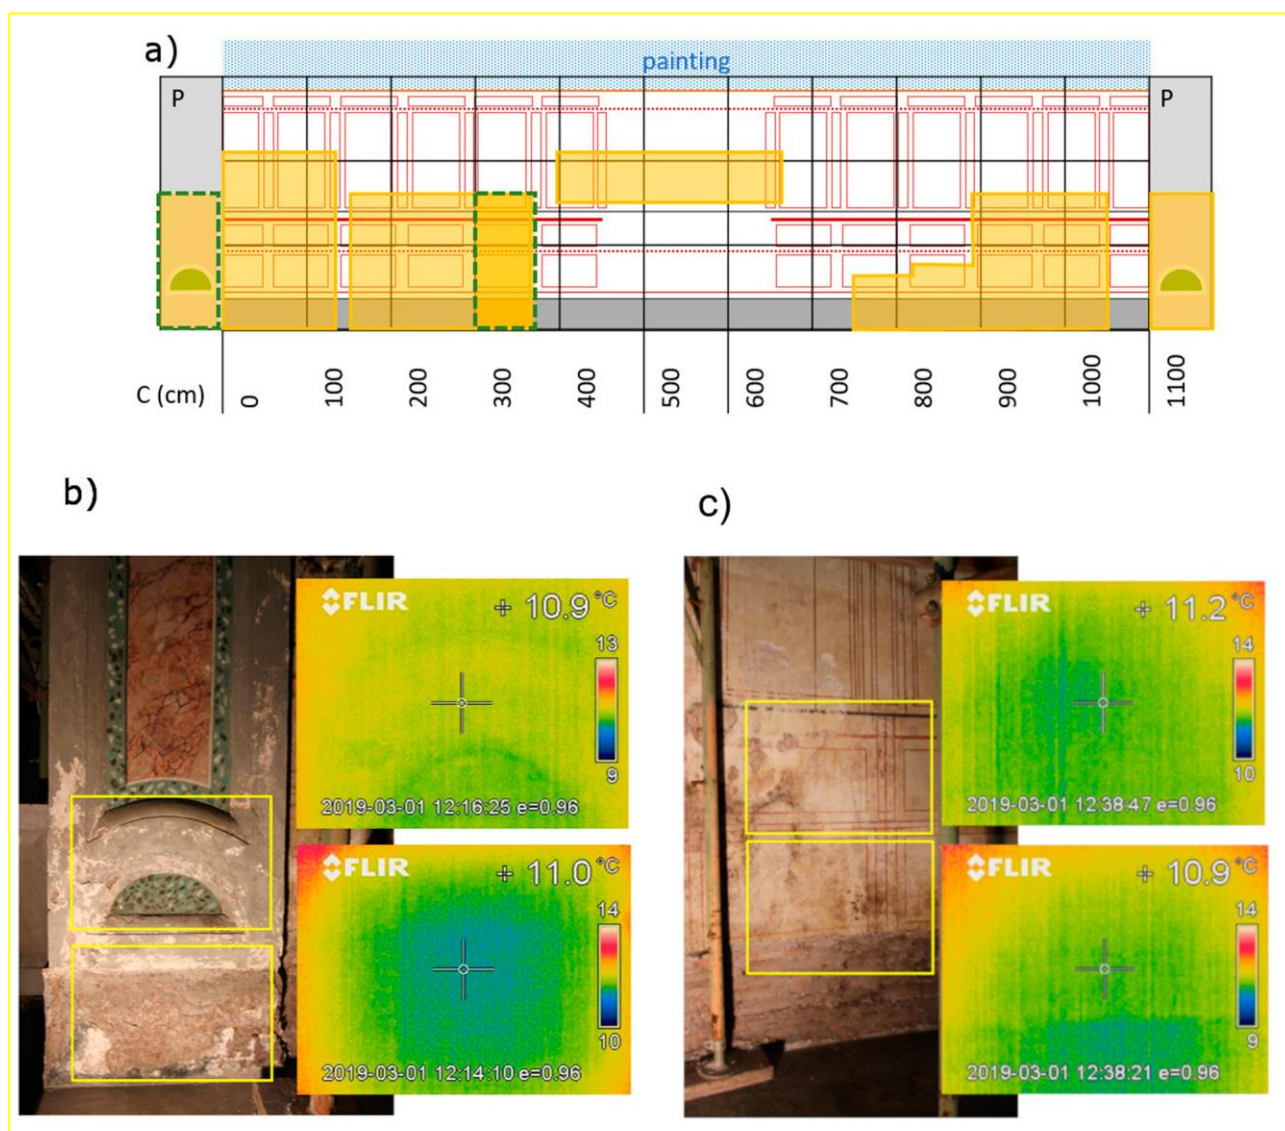 a)
painting
P
P
C (cm)
0
100
200
300
400
500
600
700
800
900
1000
1100
b)
c)
FLIR
10.9 °C
13
9
2019-03-01 12:16:25 e=0.96
FLIR
11.0 °C
14
10
2019-03-01 12:14:10 e=0.96
FLIR
11.2 °C
14
10
2019-03-01 12:38:47 e=0.96
FLIR
10.9 °C
14
9
2019-03-01 12:38:21 e=0.96